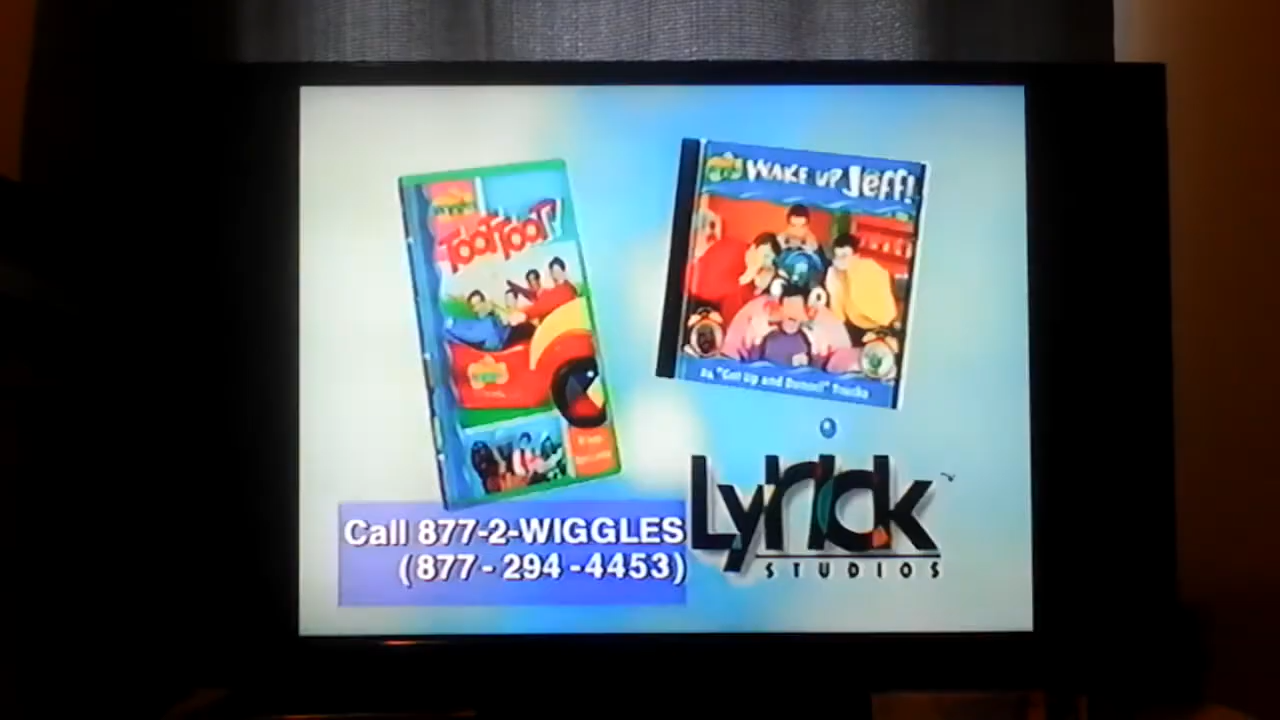 TOOT TOOT!
WAKE UP Jeff!
"Get Up and Dance!" Tracks
Lyrick
STUDIOS
Call 877-2-WIGGLES
(877-294-4453)